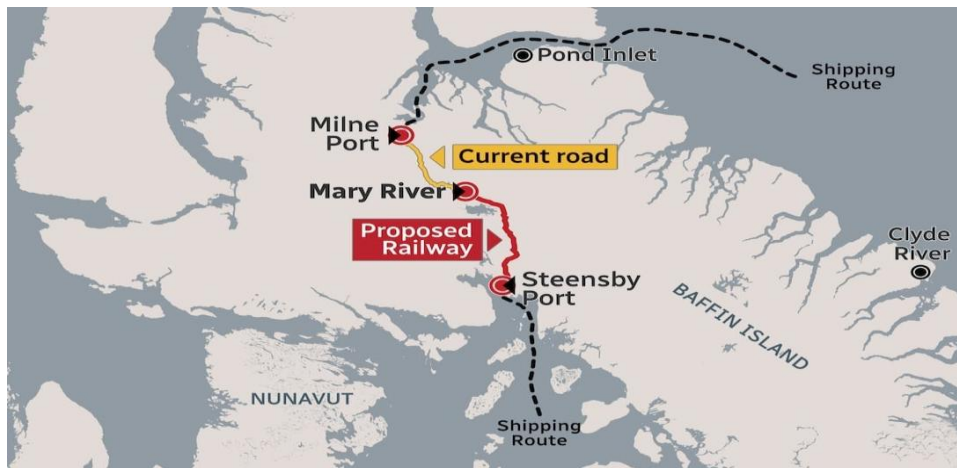 Pond Inlet
Shipping
Route
Milne
Port
Current road
Mary River
Proposed
Railway
Clyde
River
Steensby
Port
BAFFIN ISLAND
NUNAVUT
Shipping
Route